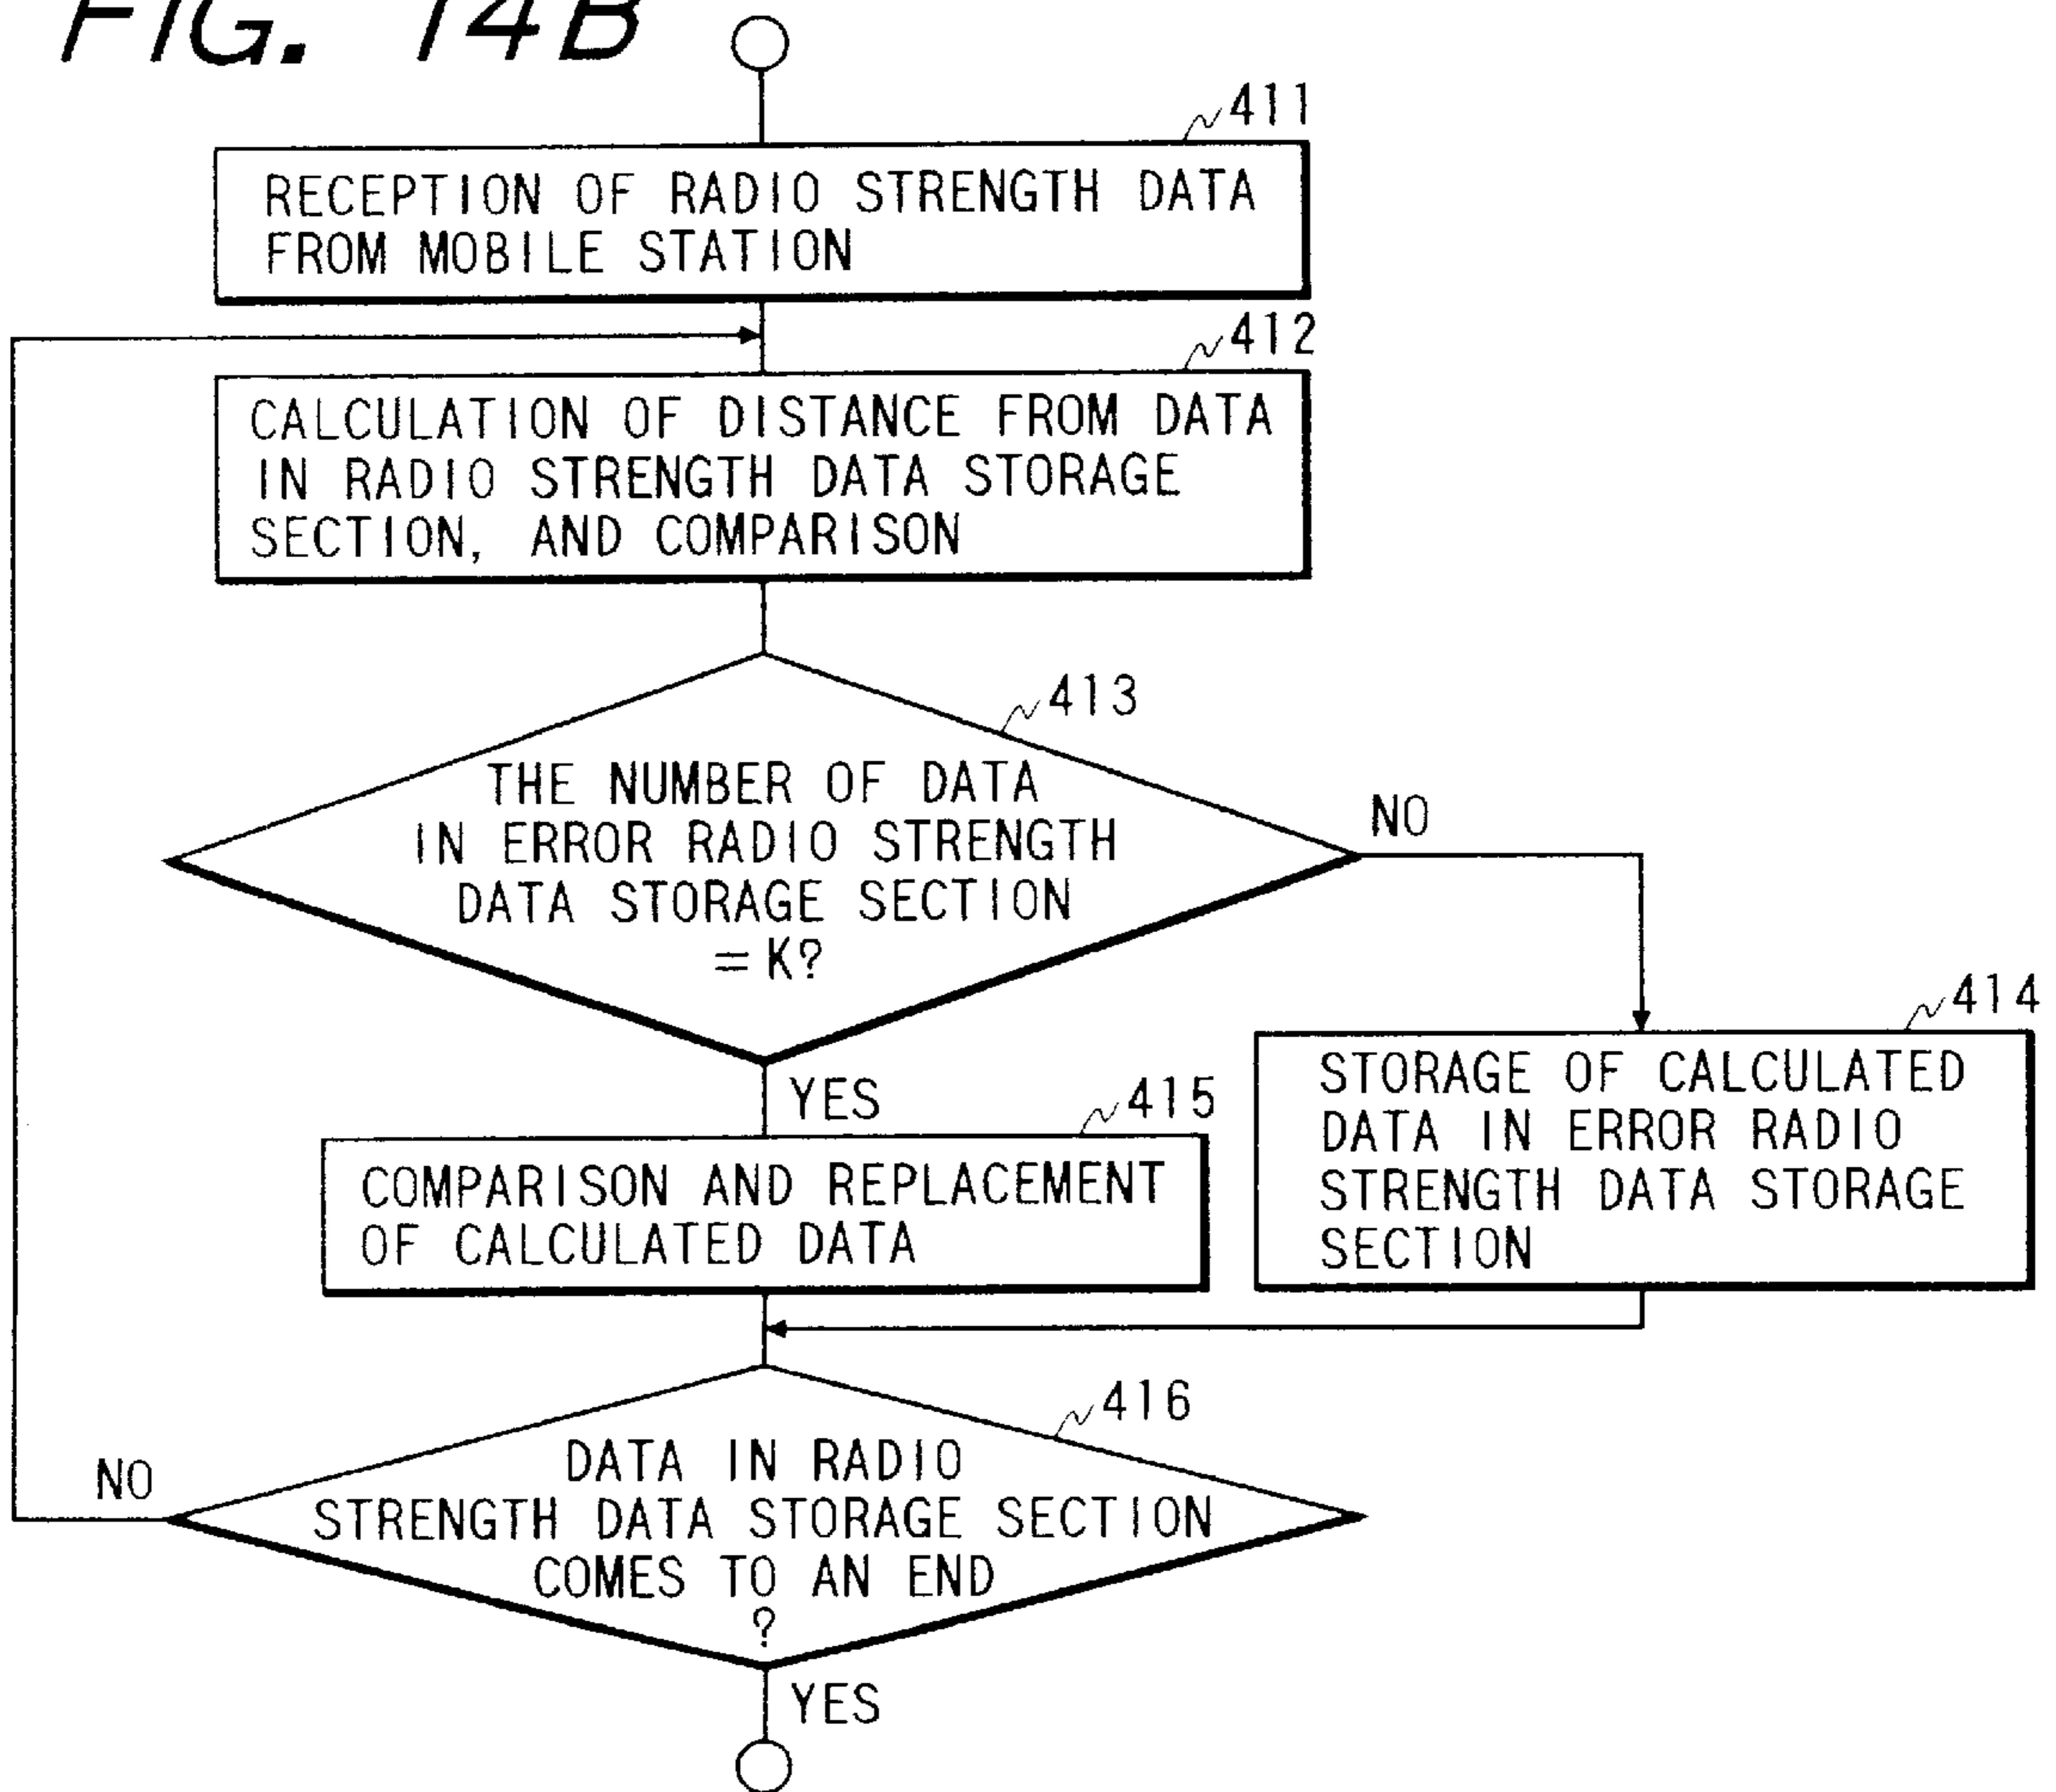 FIG. 14B
411
RECEPTION OF RADIO STRENGTH DATA
FROM MOBILE STATION
412
CALCULATION OF DISTANCE FROM DATA
IN RADIO STRENGTH DATA STORAGE
SECTION, AND COMPARISON
413
THE NUMBER OF DATA
IN ERROR RADIO STRENGTH
DATA STORAGE SECTION
= K?
NO
YES
414
STORAGE OF CALCULATED
DATA IN ERROR RADIO
STRENGTH DATA STORAGE
SECTION
415
COMPARISON AND REPLACEMENT
OF CALCULATED DATA
416
DATA IN RADIO
STRENGTH DATA STORAGE SECTION
COMES TO AN END
?
NO
YES